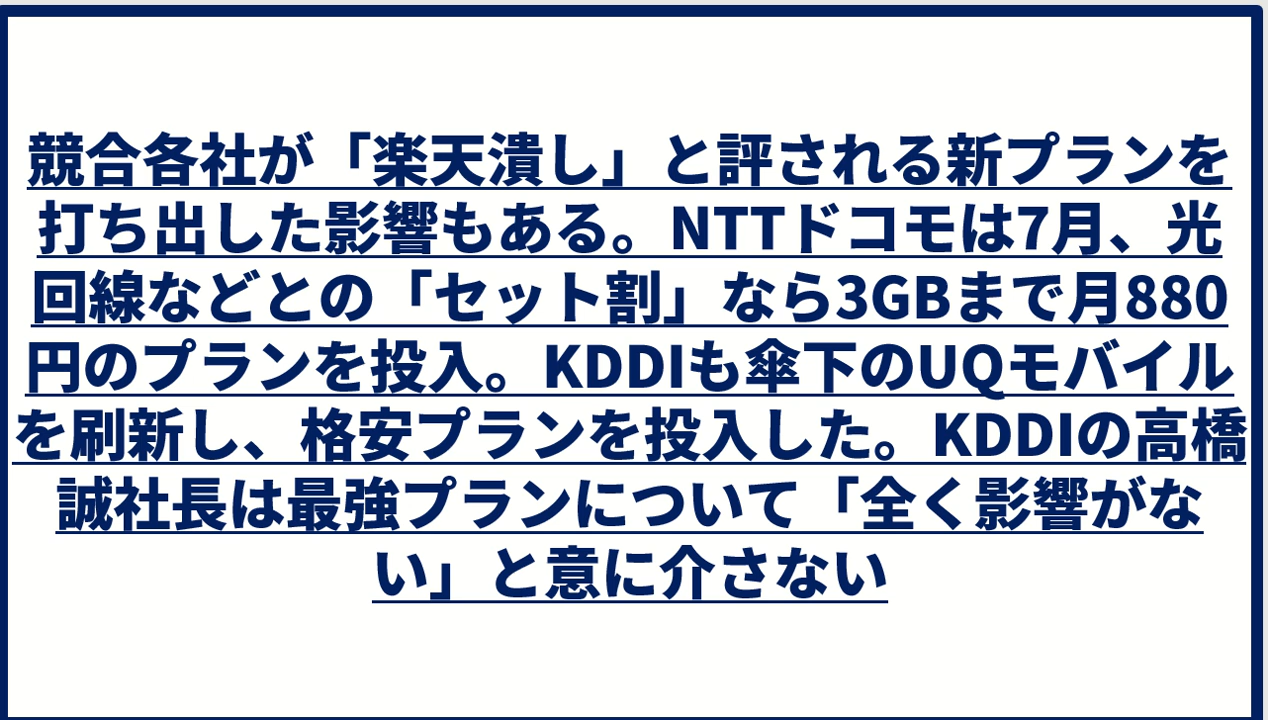 競合各社が「楽天潰し」と評される新プランを
打ち出した影響もある。NTTドコモは7月、光
回線などとの「セット割」なら3GBまで月880
円のプランを投入。KDDIも傘下のUQモバイル
を刷新し、格安プランを投入した。KDDIの高橋
誠社長は最強プランについて「全く影響がな
い」と意に介さない